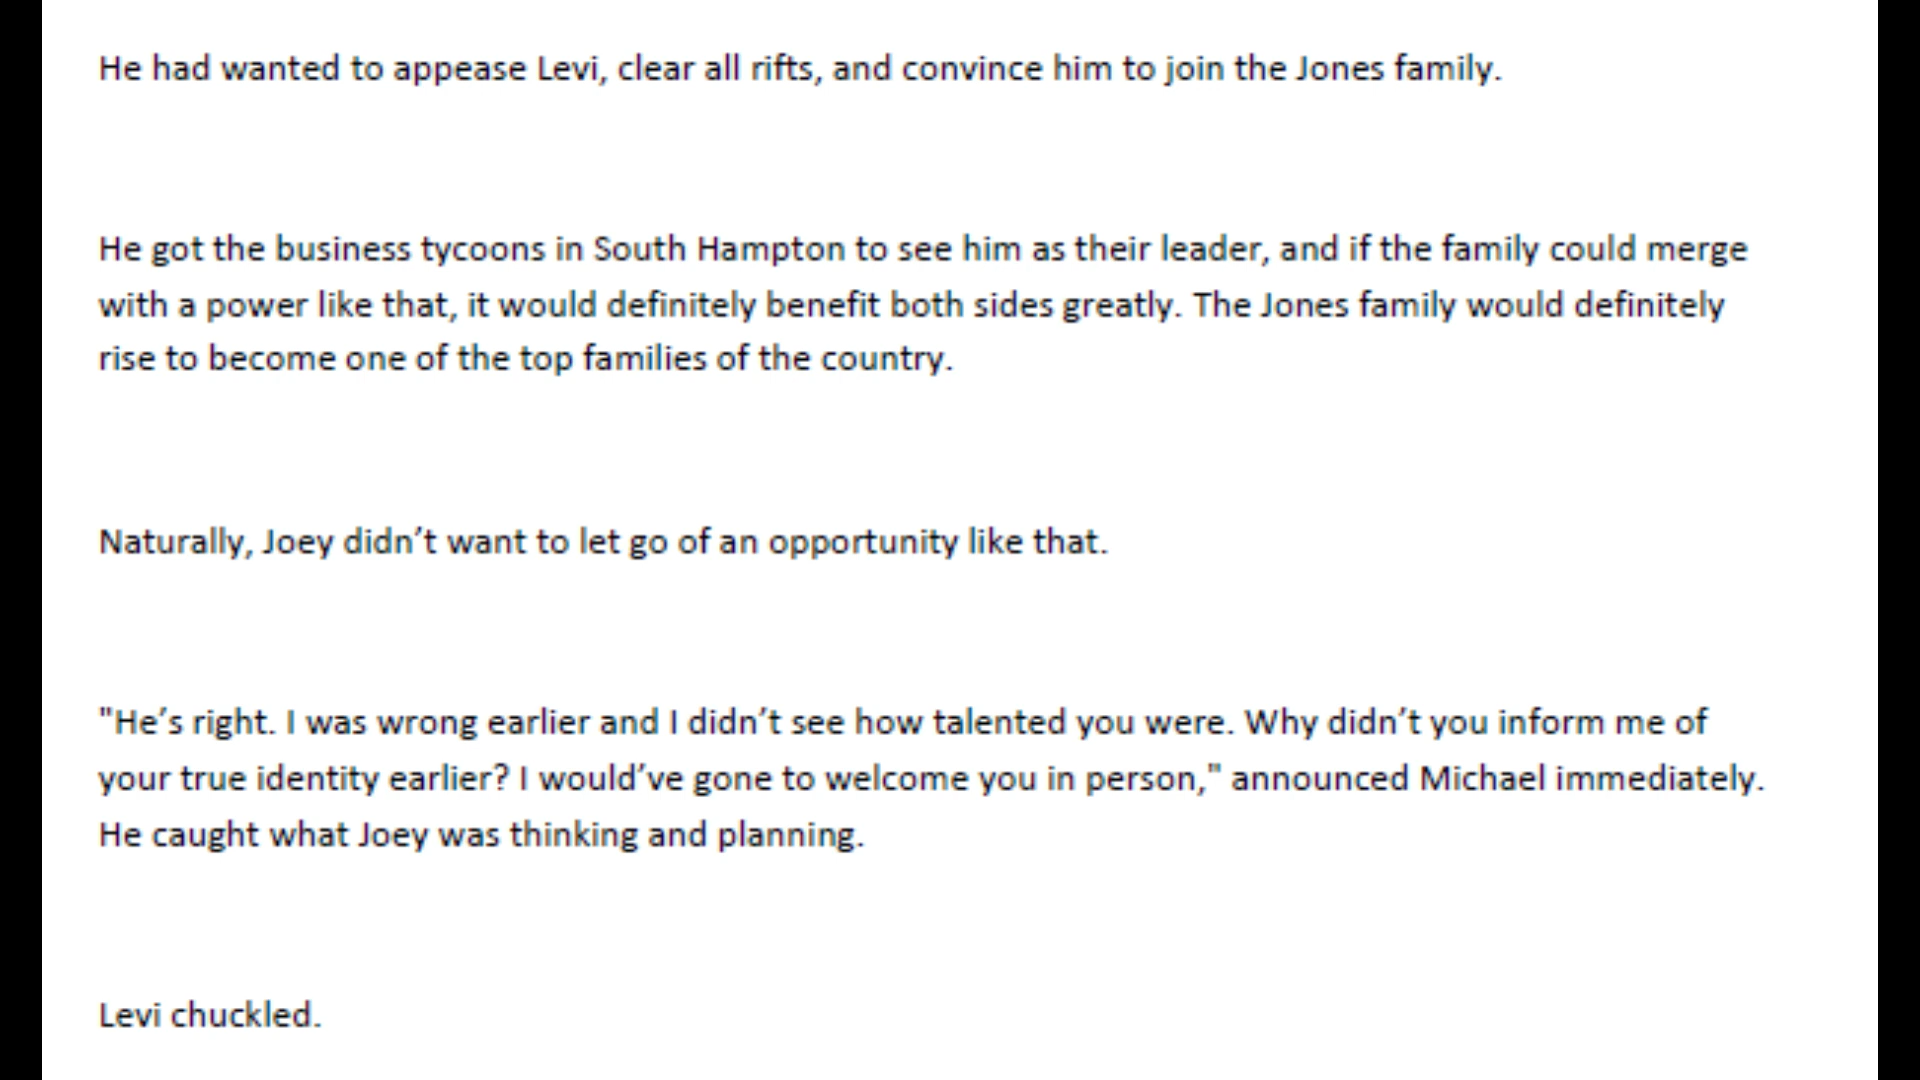 He had wanted to appease Levi, clear all rifts, and convince him to join the Jones family.
He got the business tycoons in South Hampton to see him as their leader, and if the family could merge
with a power like that, it would definitely benefit both sides greatly. The Jones family would definitely
rise to become one of the top families of the country.
Naturally, Joey didn’t want to let go of an opportunity like that.
"He’s right. I was wrong earlier and I didn’t see how talented you were. Why didn’t you inform me of
your true identity earlier? I would’ve gone to welcome you in person," announced Michael immediately.
He caught what Joey was thinking and planning.
Levi chuckled.